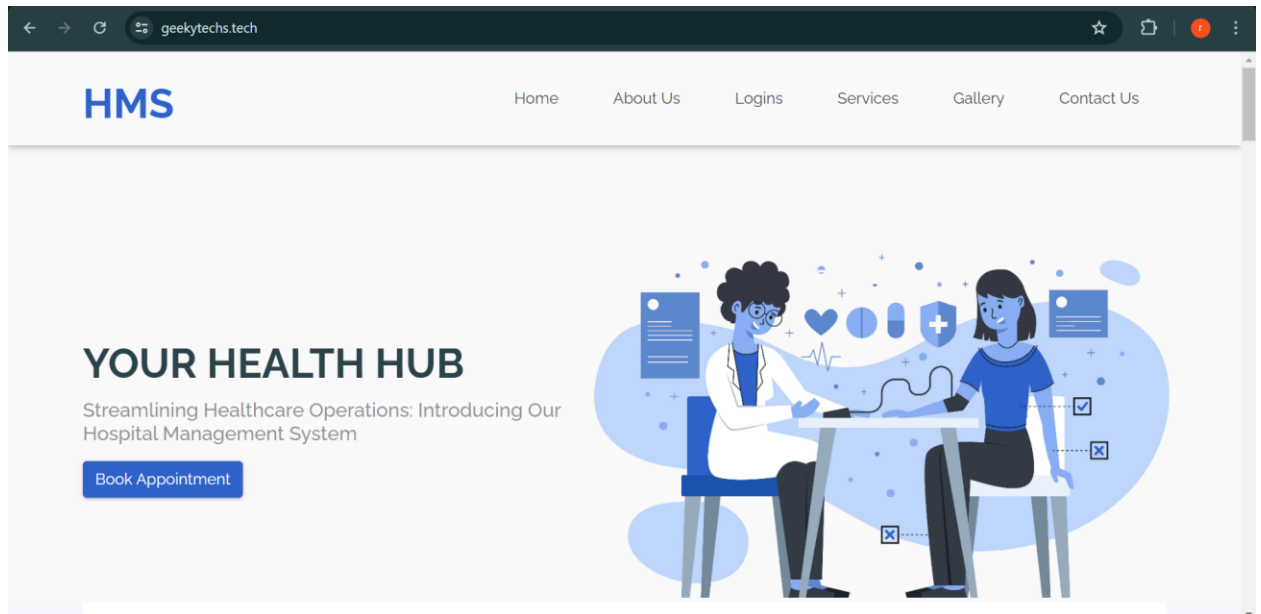 geekytechs.tech
r
HMS
Home
About Us
Logins
Services
Gallery
Contact Us
YOUR HEALTH HUB
Streamlining Healthcare Operations: Introducing Our
Hospital Management System
Book Appointment